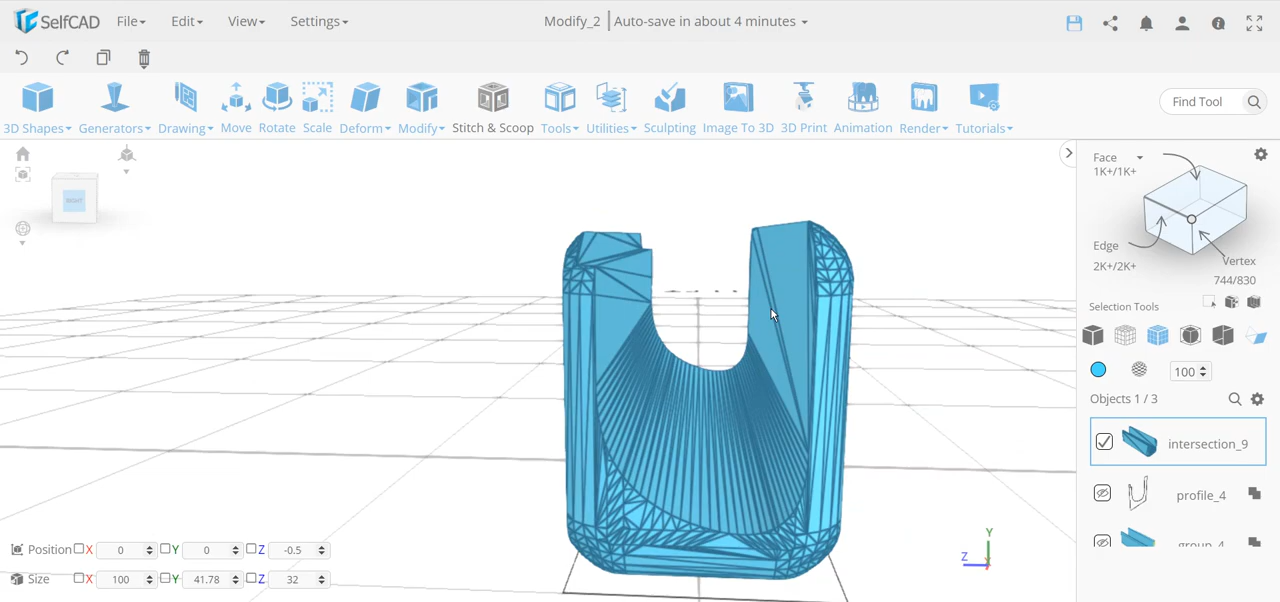 SelfCAD File Edit View Settings Modify_2 Auto-save in about 4 minutes
3D Shapes Generators Drawing Move Rotate Scale Deform Modify Stitch & Scoop Tools Utilities Sculpting Image To 3D 3D Print Animation Render Tutorials
Find Tool
Face
1K+/1K+
RIGHT
Edge
2K+/2K+
Vertex
744/830
Selection Tools
100
Objects 1 / 3
intersection_9
profile_4
group_4
Y
Z
Position X 0 Y 0 Z -0.5
Size X 100 Y 41.78 Z 32